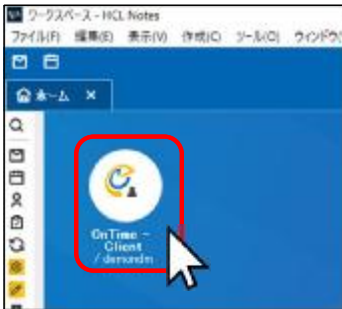 ワークスペース - HCL Notes
ファイル(F) 編集(E) 表示(V) 作成(C) ツール(O) ウィンドウ(
ホーム ×
OnTime -
Client
/ demandm